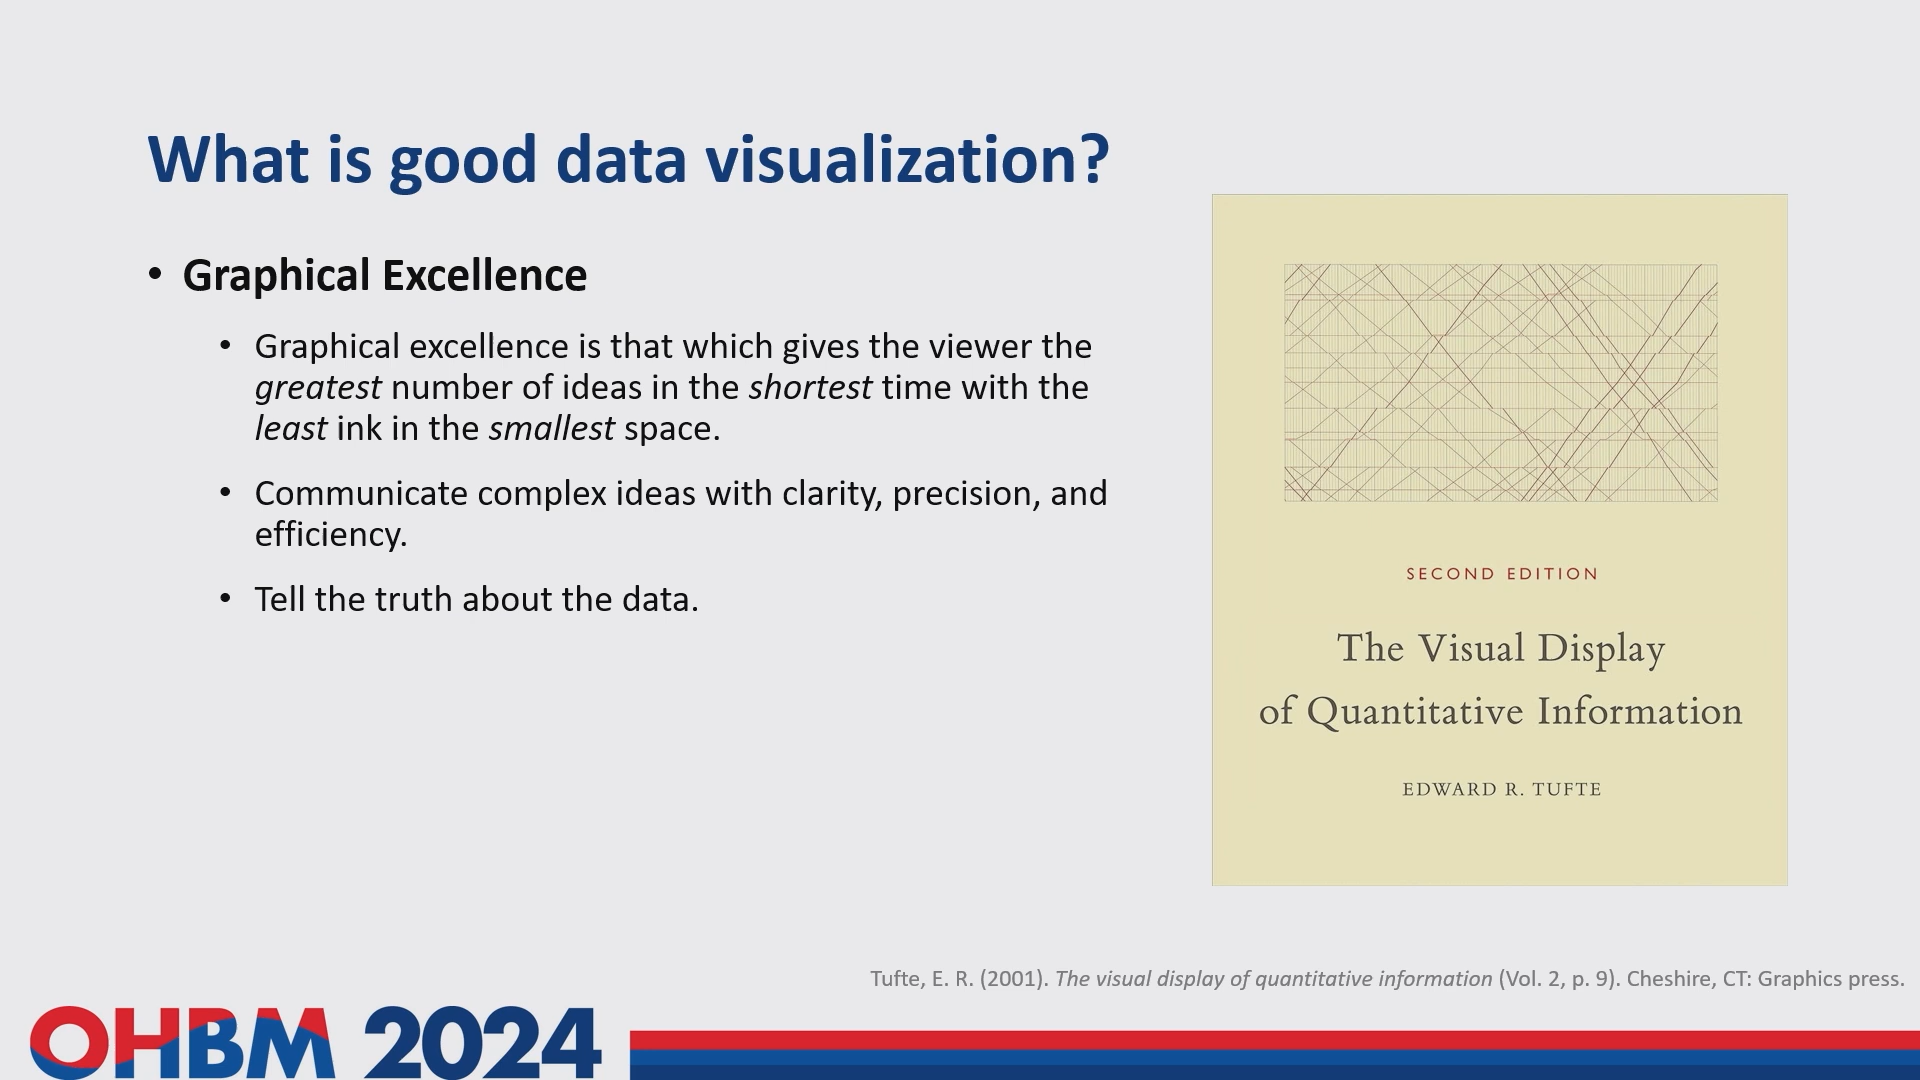 What is good data visualization?
• Graphical Excellence
• Graphical excellence is that which gives the viewer the
greatest number of ideas in the shortest time with the
least ink in the smallest space.
• Communicate complex ideas with clarity, precision, and
efficiency.
• Tell the truth about the data.
SECOND EDITION
The Visual Display
of Quantitative Information
EDWARD R. TUFTE
Tufte, E. R. (2001). The visual display of quantitative information (Vol. 2, p. 9). Cheshire, CT: Graphics press.
OHBM 2024